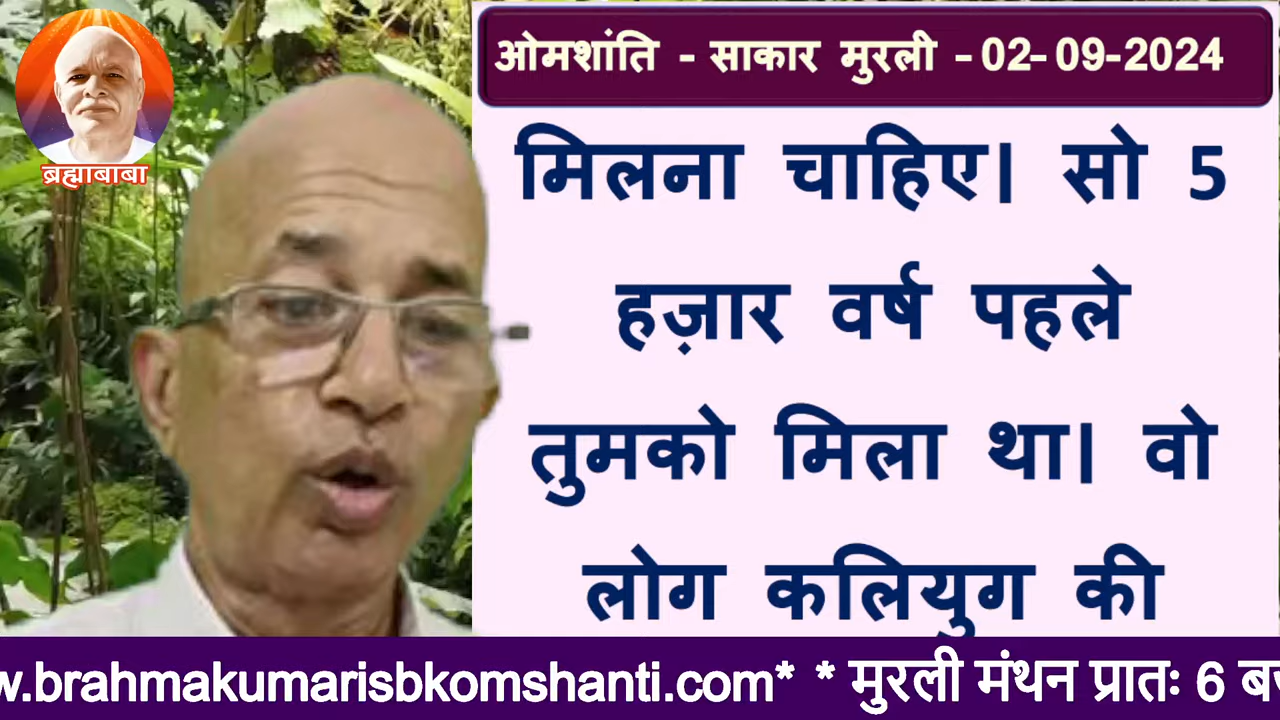 ब्रह्माबाबा
ओमशांति - साकार मुरली - 02-09-2024
मिलना चाहिए। सो 5
हज़ार वर्ष पहले
तुमको मिला था। वो
लोग कलियुग की
w.brahmakumarisbkomshanti.com* * मुरली मंथन प्रातः 6